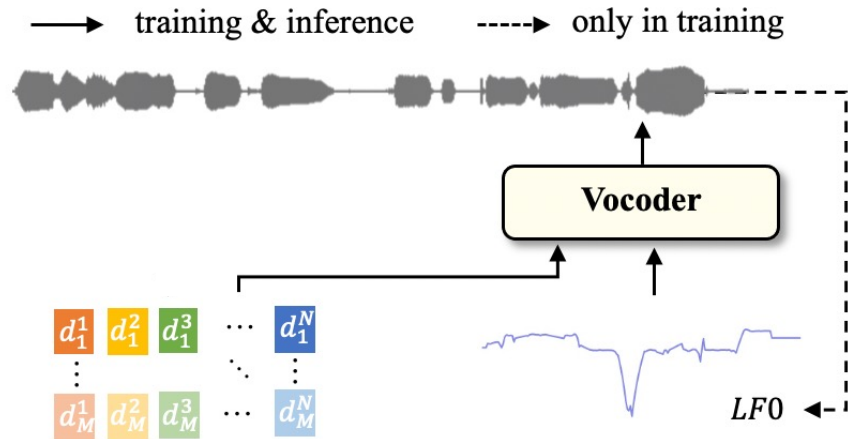 training & inference only in training
Vocoder
d_1^1 d_1^2 d_1^3 ... d_1^N
d_M^1 d_M^2 d_M^3 ... d_M^N
LF0